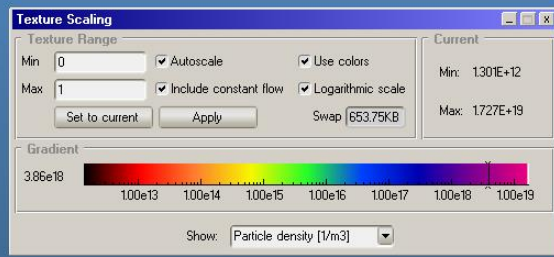 Texture Scaling
Texture Range
Min 0
Autoscale
Use colors
Max 1
Include constant flow
Logarithmic scale
Set to current
Apply
Swap 653.75KB
Current
Min: 1.301E+12
Max: 1.727E+19
Gradient
3.86e18
1.00e13 1.00e14 1.00e15 1.00e16 1.00e17 1.00e18 1.00e19
Show: Particle density [1/m3]